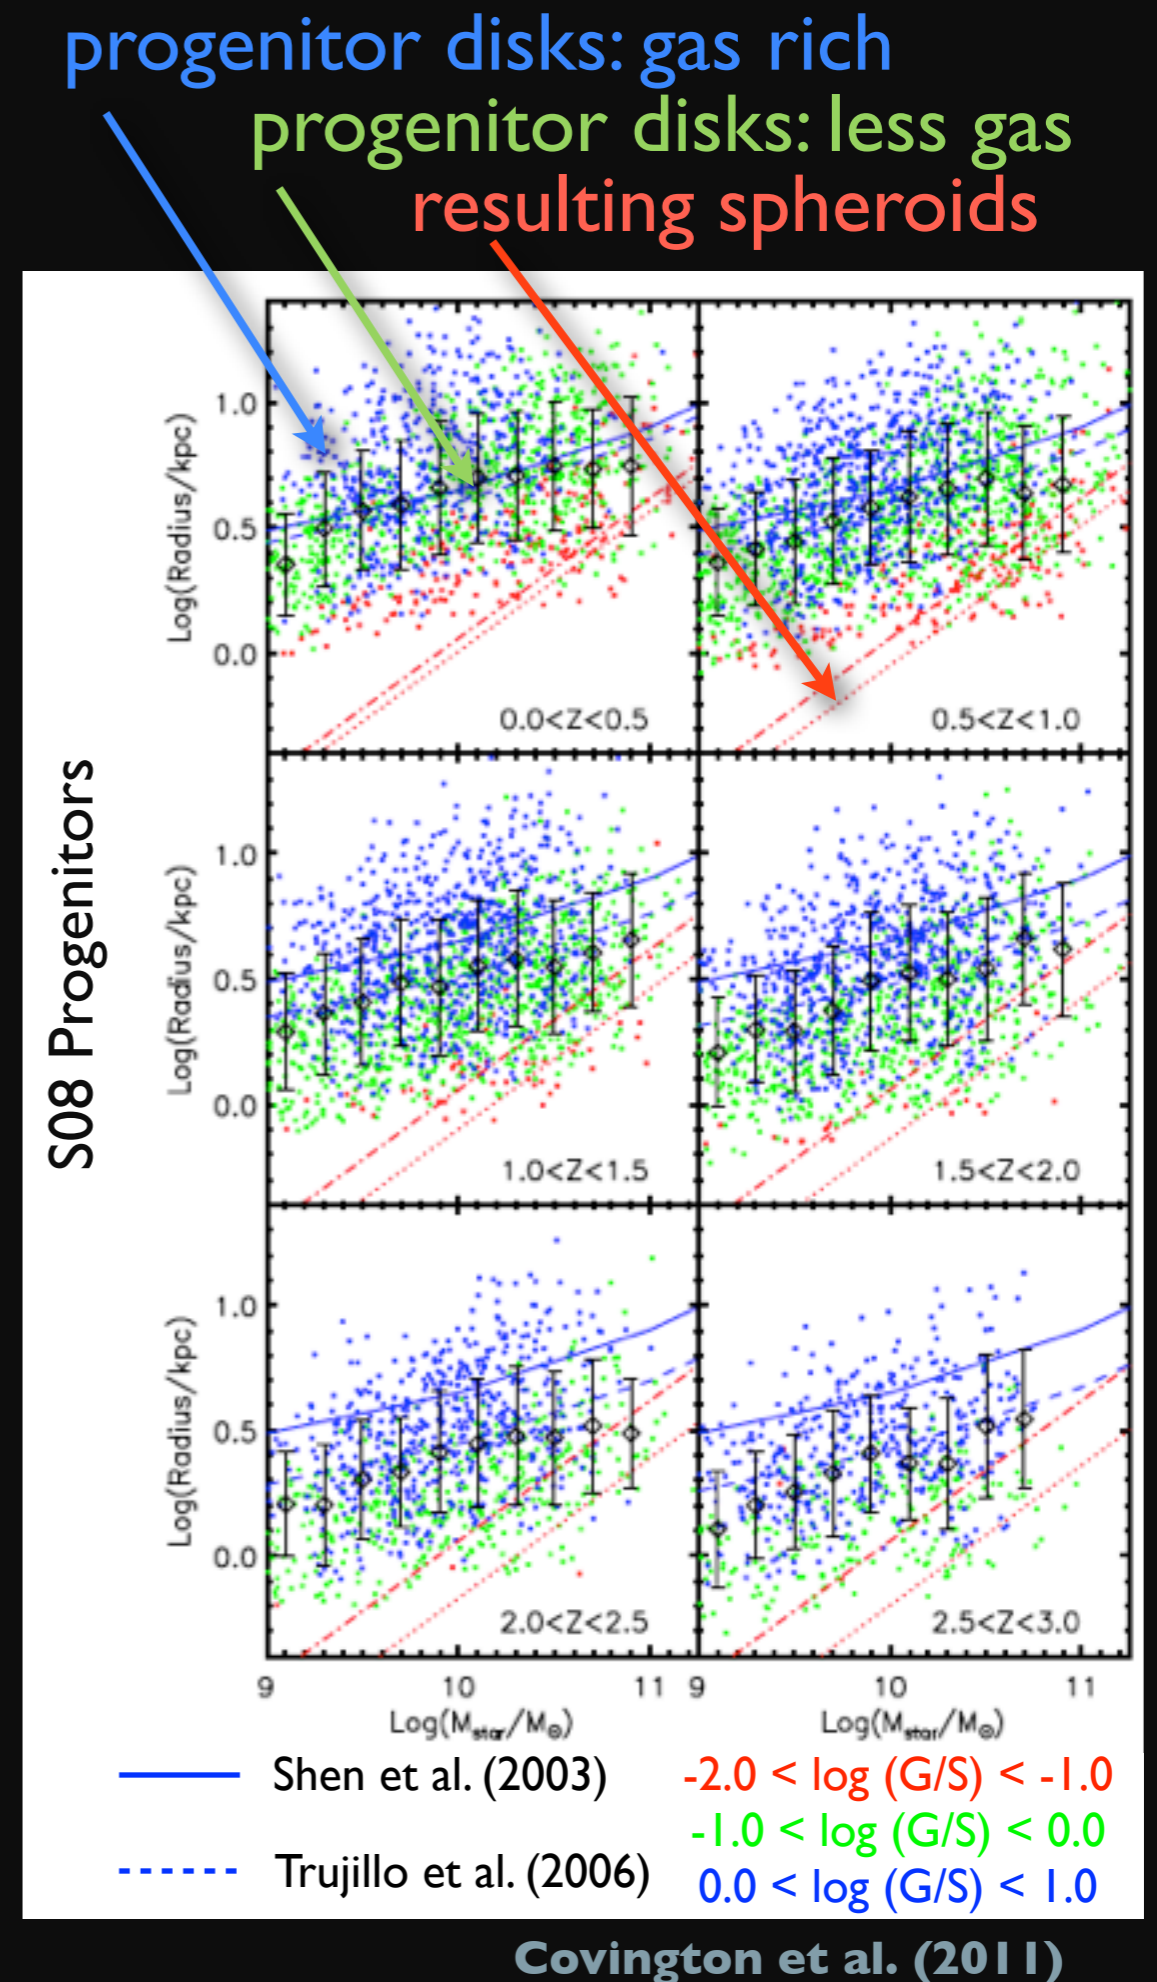 progenitor disks: gas rich
progenitor disks: less gas
resulting spheroids
S08 Progenitors
Log(Radius/kpc)
1.0
0.5
0.0
0.0<Z<0.5
0.5<Z<1.0
Log(Radius/kpc)
1.0
0.5
0.0
1.0<Z<1.5
1.5<Z<2.0
Log(Radius/kpc)
1.0
0.5
0.0
2.0<Z<2.5
2.5<Z<3.0
9 10 11 9 10 11
Log(M_star/M_⊙) Log(M_star/M_⊙)
Shen et al. (2003)
Trujillo et al. (2006)
-2.0 < log (G/S) < -1.0
-1.0 < log (G/S) < 0.0
0.0 < log (G/S) < 1.0
Covington et al. (2011)